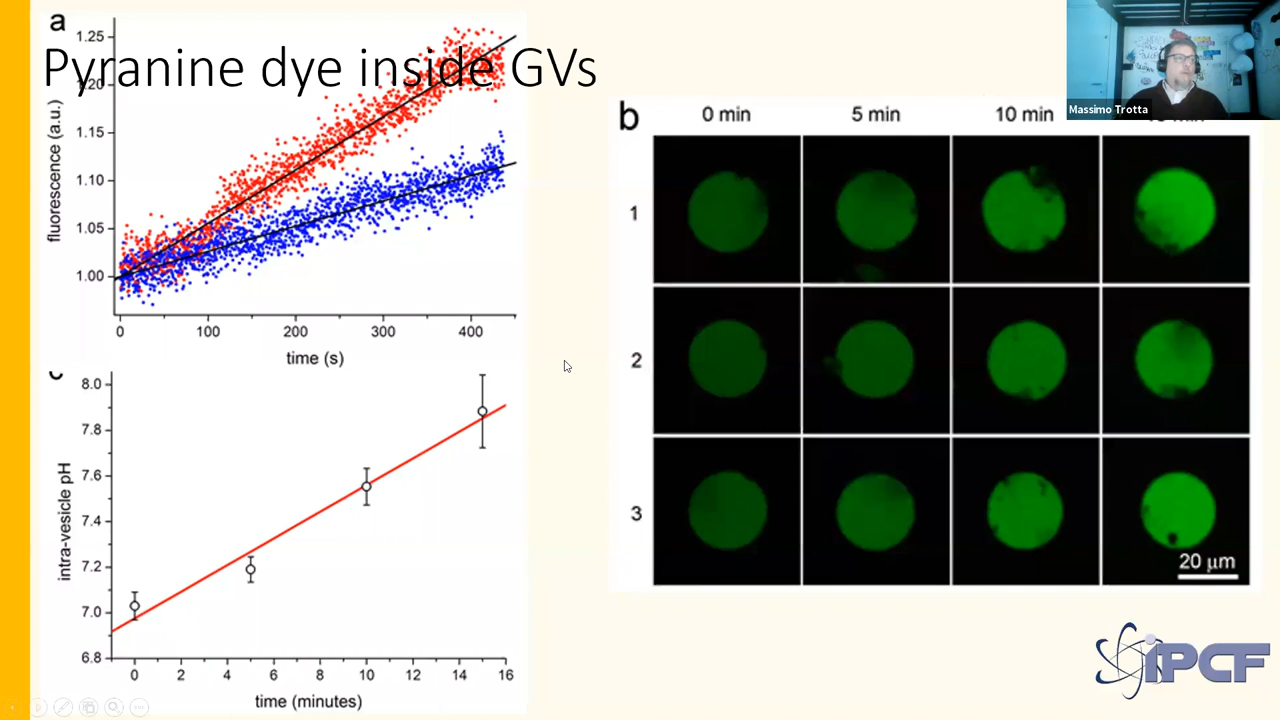 a
Pyranine dye inside GVs
1.25
1.20
1.15
1.10
1.05
1.00
fluorescence (a.u.)
0 100 200 300 400
time (s)
8.0
7.8
7.6
7.4
7.2
7.0
6.8
intra-vesicle pH
0 2 4 6 8 10 12 14 16
time (minutes)
b
0 min 5 min 10 min
1
2
3
20 μm
Massimo Trotta
iPCF